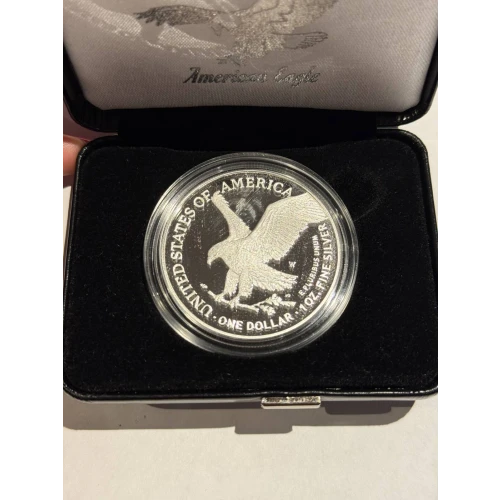 American Eagle
UNITED STATES OF AMERICA
W
E PLURIBUS UNUM
1 OZ. FINE SILVER
· ONE DOLLAR ·